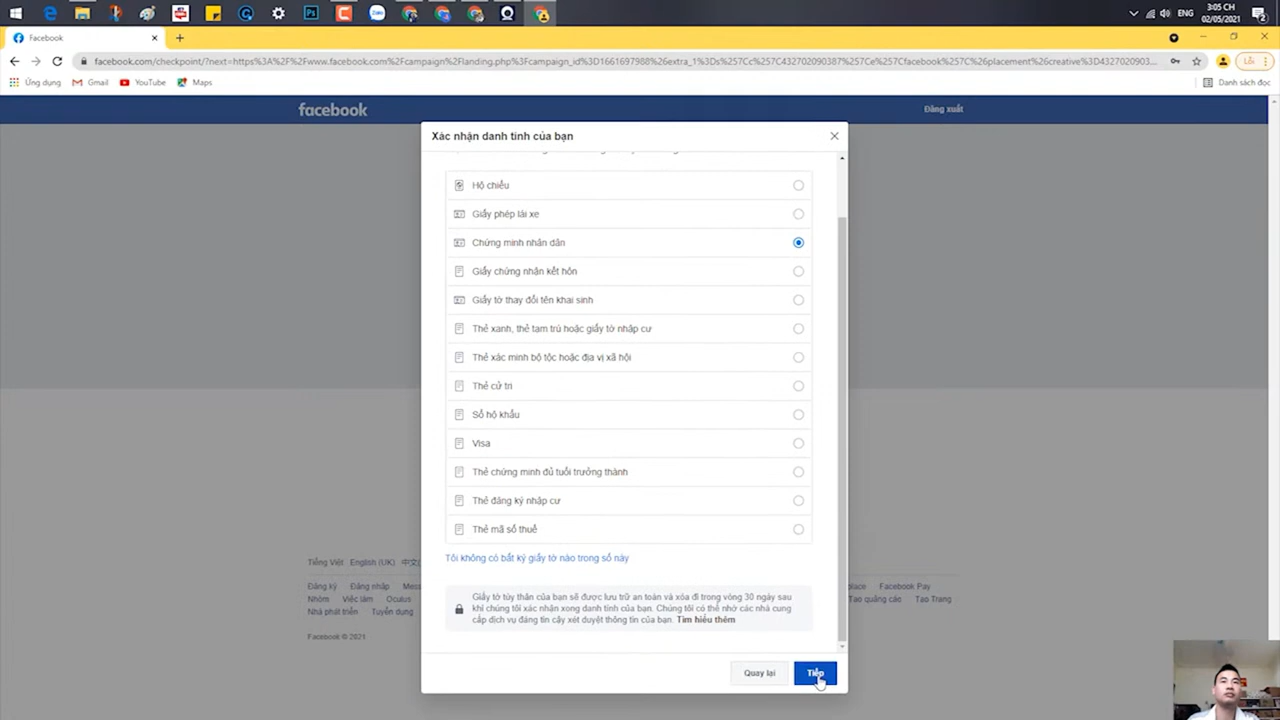 3:05 CH
ENG
02/05/2021
Facebook
facebook.com/checkpoint/?next=https%3A%2F%2Fwww.facebook.com%2Fcampaign%2Flanding.php%3Fcampaign_id%3D1661697988%26extra_1%3Ds%257Cc%257C432702090387%257Ce%257Cfacebook%257C%26placement%26creative%3D4327020903...
Lỗi
Ứng dụng
Gmail
YouTube
Maps
Danh sách đọc
facebook
Đăng xuất
Xác nhận danh tính của bạn
Hộ chiếu
Giấy phép lái xe
Chứng minh nhân dân
Giấy chứng nhận kết hôn
Giấy tờ thay đổi tên khai sinh
Thẻ xanh, thẻ tạm trú hoặc giấy tờ nhập cư
Thẻ xác minh bộ tộc hoặc địa vị xã hội
Thẻ cử tri
Sổ hộ khẩu
Visa
Thẻ chứng minh đủ tuổi trưởng thành
Thẻ đăng ký nhập cư
Thẻ mã số thuế
Tôi không có bất kỳ giấy tờ nào trong số này
Giấy tờ tùy thân của bạn sẽ được lưu trữ an toàn và xóa đi trong vòng 30 ngày sau
khi chúng tôi xác nhận xong danh tính của bạn. Chúng tôi có thể nhờ các nhà cung
cấp dịch vụ đáng tin cậy xét duyệt thông tin của bạn. Tìm hiểu thêm
Quay lại
Tiếp
Tiếng Việt English (UK) 中文(
Đăng ký Đăng nhập Mess
Nhóm Việc làm Oculus
Nhà phát triển Tuyển dụng
place Facebook Pay
Tạo quảng cáo Tạo Trang
Facebook © 2021